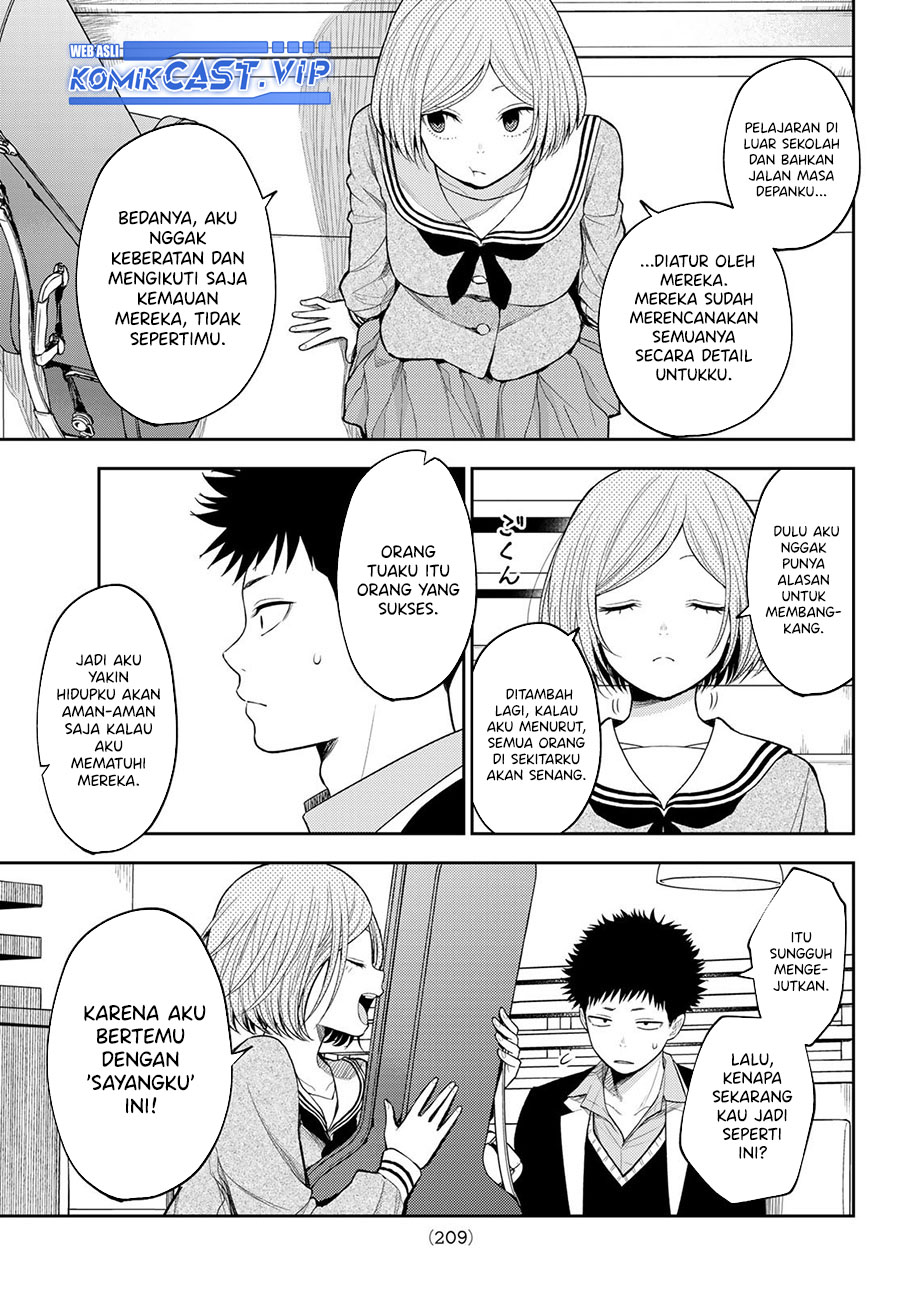 WEB ASLI:
KOMIKCAST.VIP
PELAJARAN DI
LUAR SEKOLAH
DAN BAHKAN
JALAN MASA
DEPANKU...
...DIATUR OLEH
MEREKA.
MEREKA SUDAH
MERENCANAKAN
SEMUANYA
SECARA DETAIL
UNTUKKU.
BEDANYA, AKU
NGGAK
KEBERATAN DAN
MENGIKUTI SAJA
KEMAUAN
MEREKA, TIDAK
SEPERTIMU.
DULU AKU
NGGAK
PUNYA
ALASAN
UNTUK
MEMBANG-
KANG.
ごくん
DITAMBAH
LAGI, KALAU
AKU MENURUT,
SEMUA ORANG
DI SEKITARKU
AKAN SENANG.
ORANG
TUAKU ITU
ORANG YANG
SUKSES.
JADI AKU
YAKIN
HIDUPKU AKAN
AMAN-AMAN
SAJA KALAU
AKU
MEMATUHI
MEREKA.
ITU
SUNGGUH
MENGE-
JUTKAN.
LALU,
KENAPA
SEKARANG
KAU JADI
SEPERTI
INI?
KARENA AKU
BERTEMU
DENGAN
'SAYANGKU'
INI!
(209)